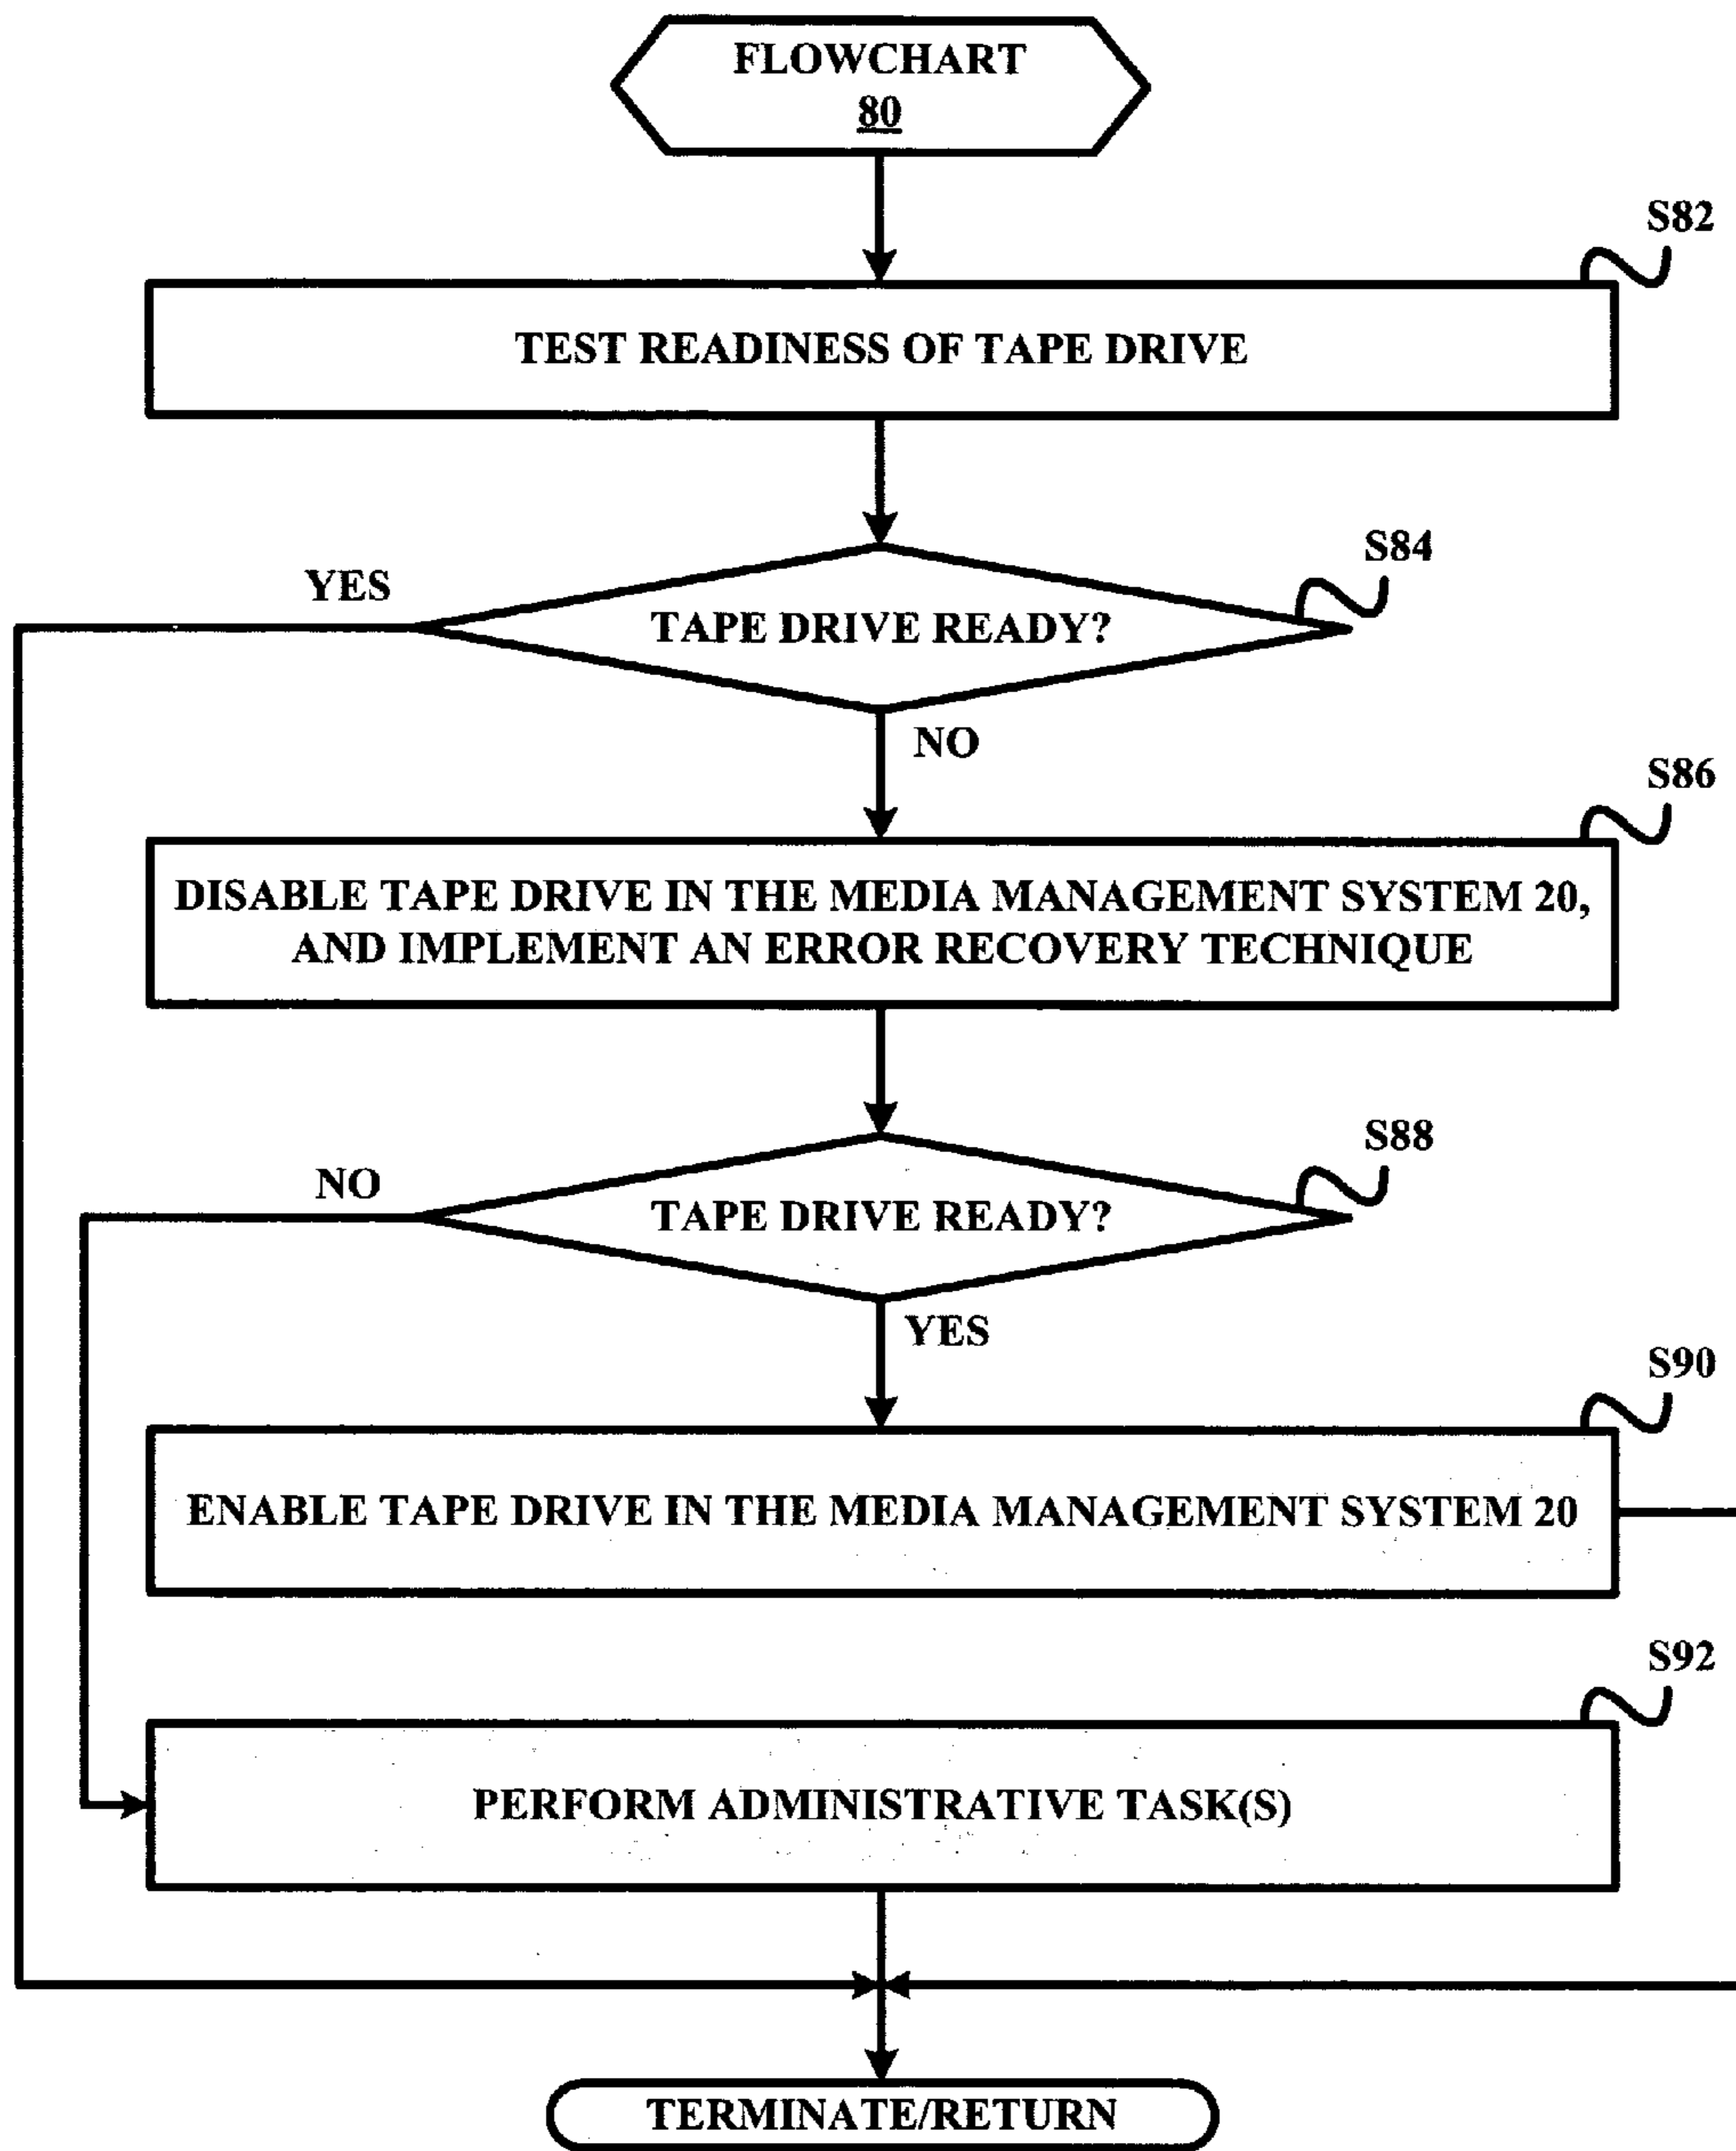 FLOWCHART
80
S82
TEST READINESS OF TAPE DRIVE
S84
YES
TAPE DRIVE READY?
NO
S86
DISABLE TAPE DRIVE IN THE MEDIA MANAGEMENT SYSTEM 20,
AND IMPLEMENT AN ERROR RECOVERY TECHNIQUE
S88
NO
TAPE DRIVE READY?
YES
S90
ENABLE TAPE DRIVE IN THE MEDIA MANAGEMENT SYSTEM 20
S92
PERFORM ADMINISTRATIVE TASK(S)
TERMINATE/RETURN